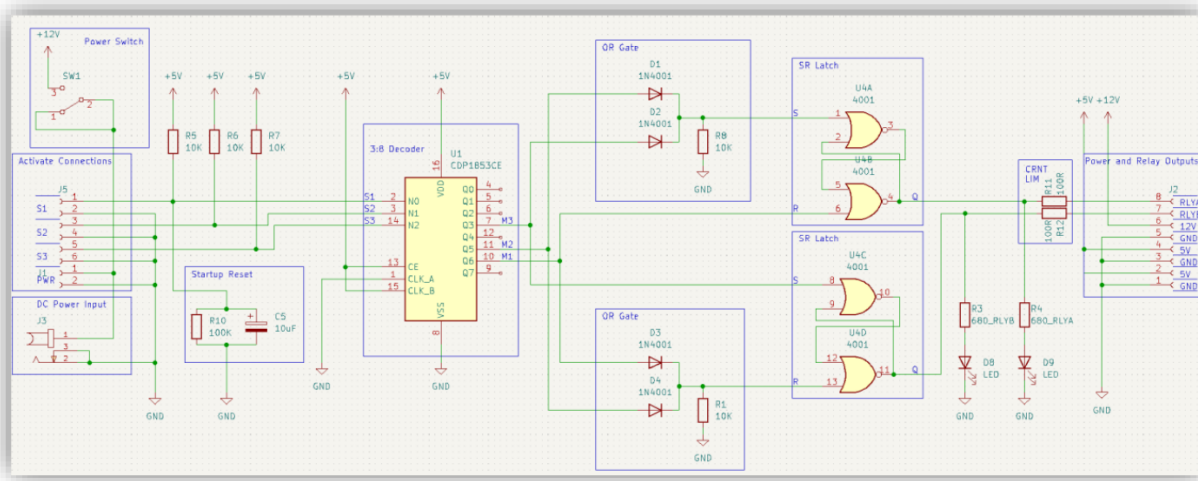 +12V
Power Switch
SW1
3
2
1
Activate Connections
J5
1
S1
2
3
S2
4
5
S3
6
J1
1
PWR
2
DC Power Input
J3
1
3
2
GND
+5V
+5V
+5V
R5
10K
R6
10K
R7
10K
Startup Reset
R10
100K
C5
10uF
GND
+5V
+5V
3:8 Decoder
U1
CDP1853CE
16
VDD
S1
2
N0
S2
3
N1
S3
14
N2
13
CE
1
CLK_A
15
CLK_B
Q0
4
Q1
5
Q2
6
Q3
7
M3
Q4
12
Q5
11
M2
Q6
10
M1
Q7
9
VSS
8
GND
GND
OR Gate
D1
1N4001
D2
1N4001
R8
10K
GND
OR Gate
D3
1N4001
D4
1N4001
R1
10K
GND
SR Latch
U4A
4001
S
1
2
3
U4B
4001
5
R
6
4
Q
SR Latch
U4C
4001
S
8
9
10
U4D
4001
12
R
13
11
Q
+5V
+12V
CRNT
LIM
R11
100R
100R
R12
R3
680_RLYB
R4
680_RLYA
D8
LED
D9
LED
GND
GND
Power and Relay Outputs
J2
8
RLYA
7
RLYB
6
12V
5
GND
4
5V
3
GND
2
5V
1
GND
GND